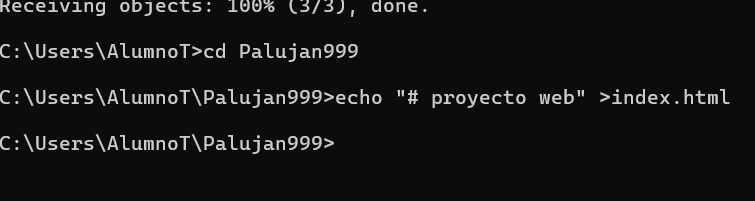 Receiving objects: 100% (3/3), done.
C:\Users\AlumnoT>cd Palujan999
C:\Users\AlumnoT\Palujan999>echo "# proyecto web" >index.html
C:\Users\AlumnoT\Palujan999>